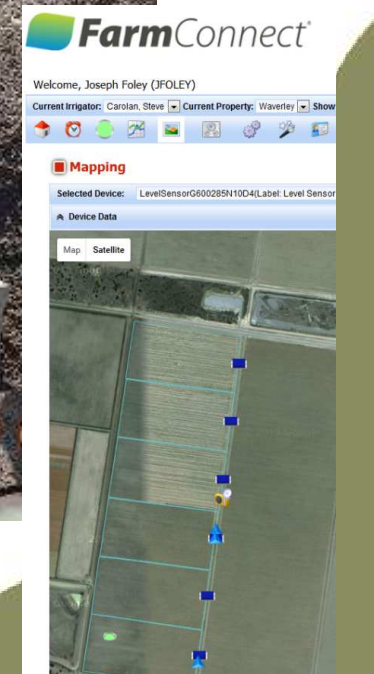 FarmConnect
Welcome, Joseph Foley (JFOLEY)
Current Irrigator: Carolan, Steve Current Property: Waverley Show
Mapping
Selected Device: LevelSensorG600285N10D4(Label: Level Sensor
Device Data
Map Satellite